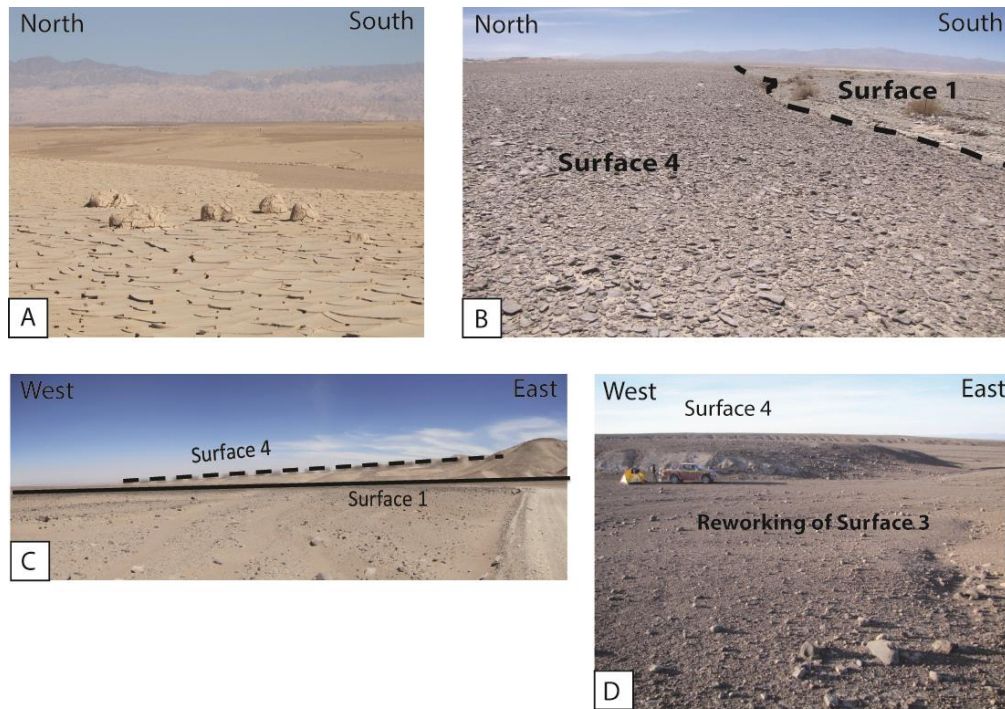 North South
A
North South
Surface 1
Surface 4
B
West East
Surface 4
Surface 1
C
West East
Surface 4
Reworking of Surface 3
D